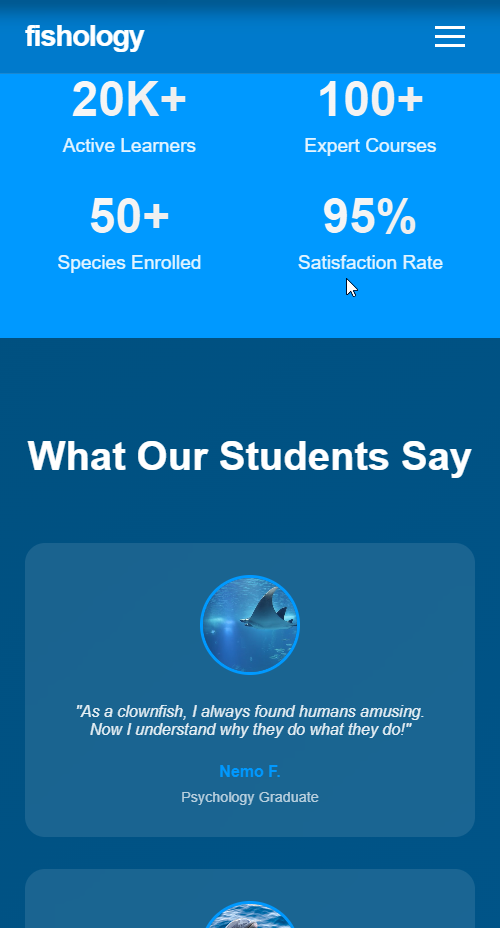 fishology
20K+
100+
Active Learners
Expert Courses
50+
95%
Species Enrolled
Satisfaction Rate
What Our Students Say
"As a clownfish, I always found humans amusing.
Now I understand why they do what they do!"
Nemo F.
Psychology Graduate